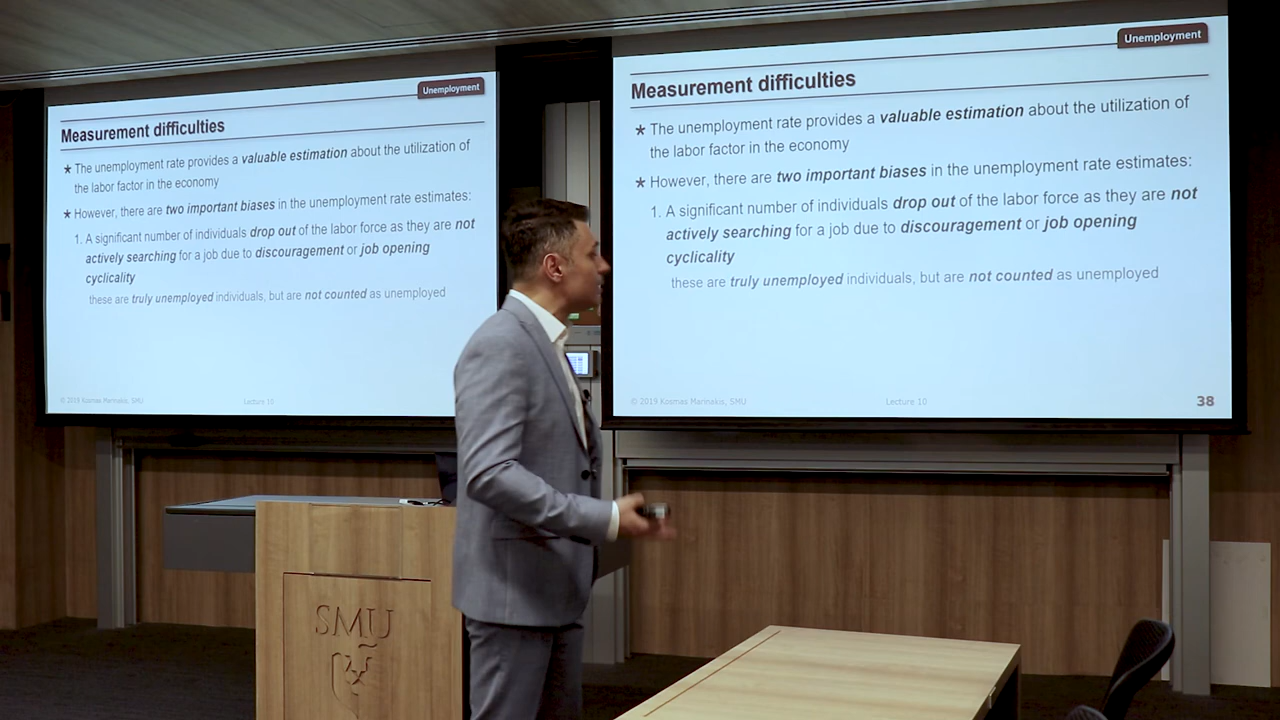 Unemployment
Measurement difficulties
★ The unemployment rate provides a valuable estimation about the utilization of
the labor factor in the economy
★ However, there are two important biases in the unemployment rate estimates:
1. A significant number of individuals drop out of the labor force as they are not
actively searching for a job due to discouragement or job opening
cyclicality
these are truly unemployed individuals, but are not counted as unemployed
© 2019 Kosmas Marinakis, SMU
Lecture 10
Unemployment
Measurement difficulties
★ The unemployment rate provides a valuable estimation about the utilization of
the labor factor in the economy
★ However, there are two important biases in the unemployment rate estimates:
1. A significant number of individuals drop out of the labor force as they are not
actively searching for a job due to discouragement or job opening
cyclicality
these are truly unemployed individuals, but are not counted as unemployed
© 2019 Kosmas Marinakis, SMU
Lecture 10
38
SMU